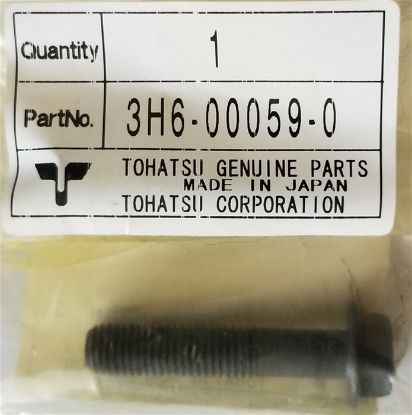 Quantity 1
PartNo. 3H6-00059-0
TOHATSU GENUINE PARTS
MADE IN JAPAN
TOHATSU CORPORATION